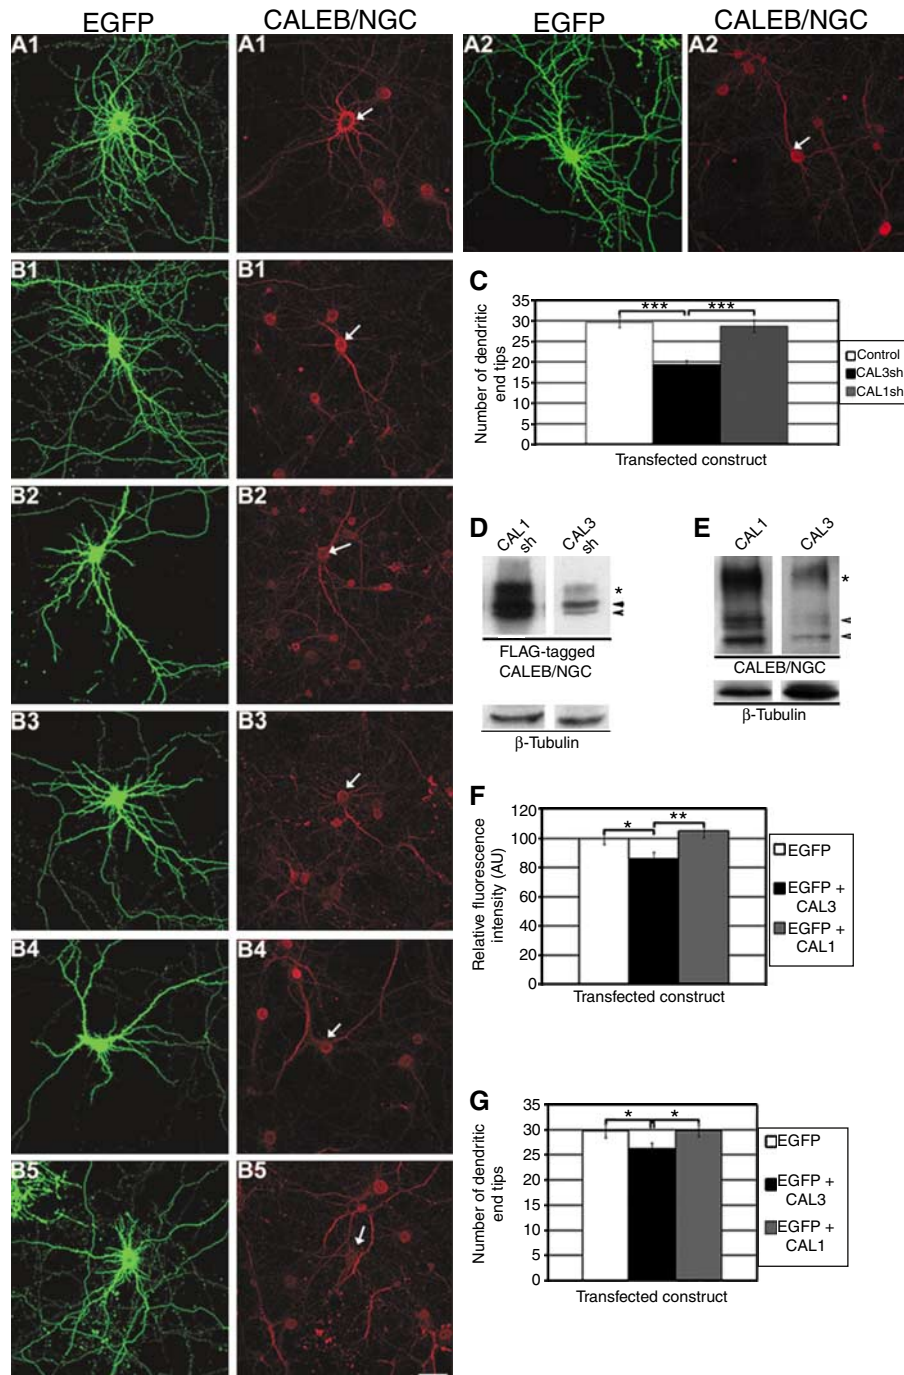 EGFP
CALEB/NGC
EGFP
CALEB/NGC
A1
A1
A2
A2
B1
B1
B2
B2
B3
B3
B4
B4
B5
B5
C
35
30
25
20
15
10
5
0
Number of dendritic
end tips
*** ***
Transfected construct
Control
CAL3sh
CAL1sh
D
CAL1
sh
CAL3
sh
*
FLAG-tagged
CALEB/NGC
β-Tubulin
E
CAL1
CAL3
*
CALEB/NGC
β-Tubulin
F
120
100
80
60
40
20
0
Relative fluorescence
intensity (AU)
* **
Transfected construct
EGFP
EGFP +
CAL3
EGFP +
CAL1
G
35
30
25
20
15
10
5
0
Number of dendritic
end tips
* *
Transfected construct
EGFP
EGFP +
CAL3
EGFP +
CAL1